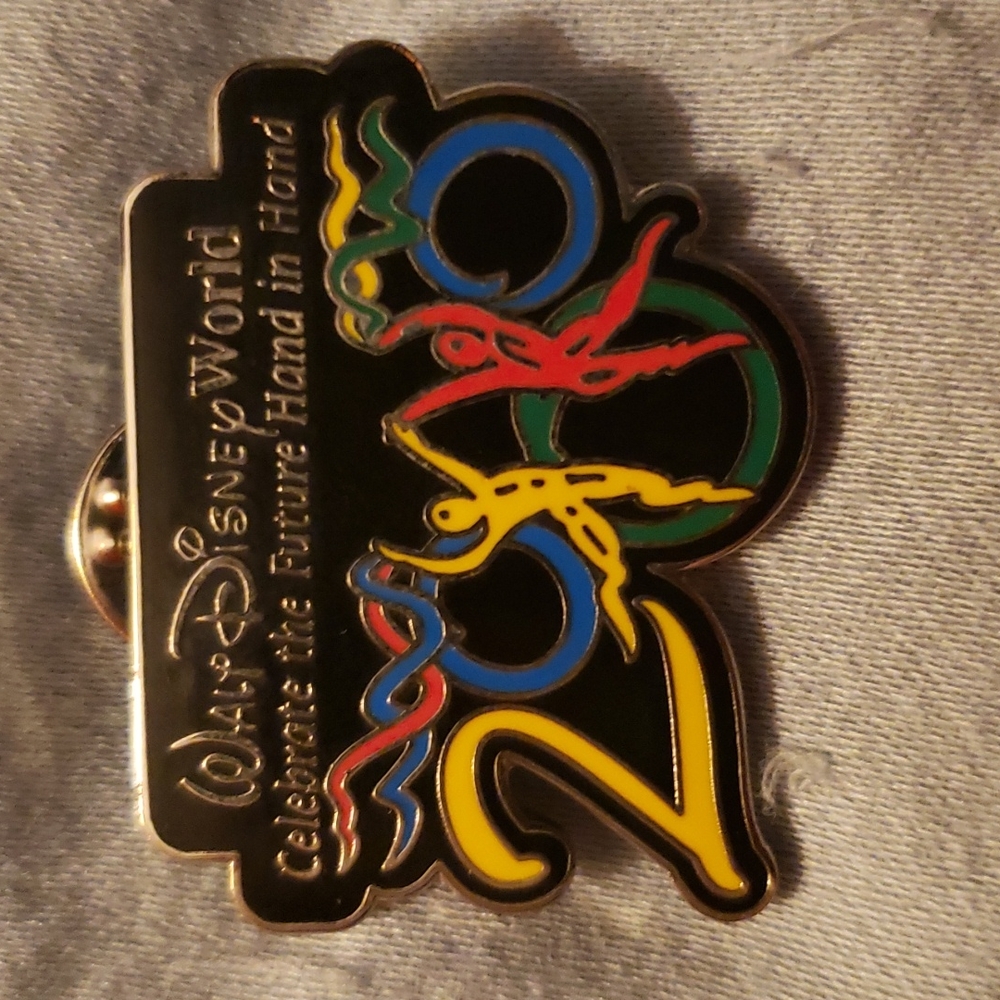 Walt Disney World
Celebrate the Future Hand in Hand
2000